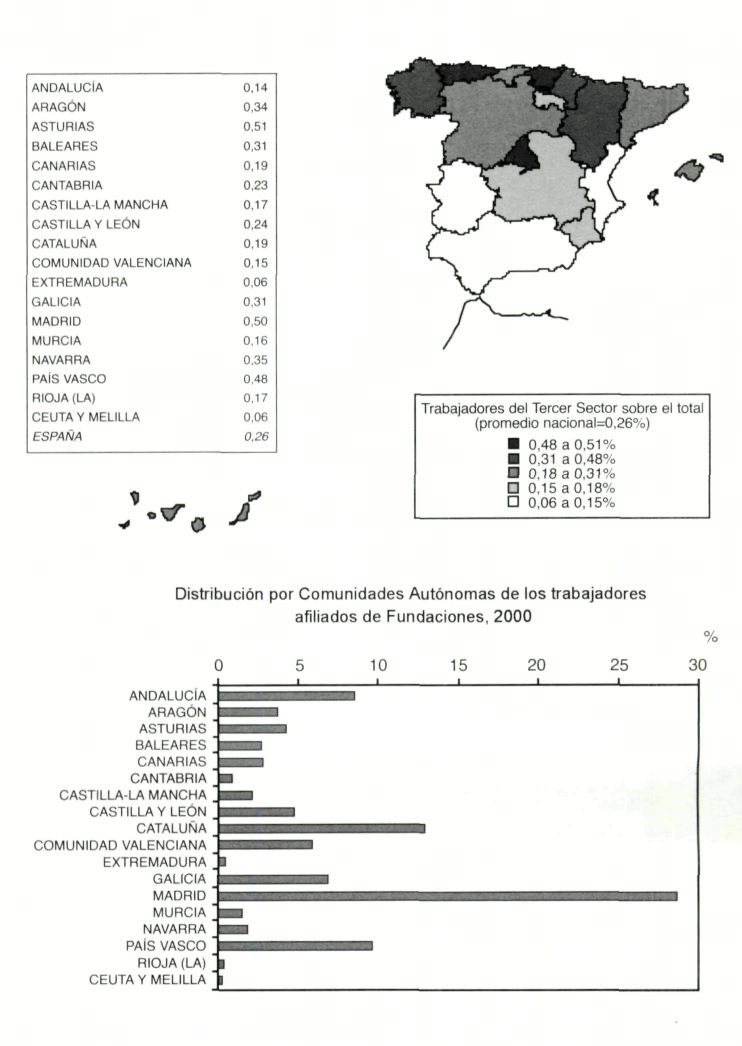 ANDALUCÍA 0,14
ARAGÓN 0,34
ASTURIAS 0,51
BALEARES 0,31
CANARIAS 0,19
CANTABRIA 0,23
CASTILLA-LA MANCHA 0,17
CASTILLA Y LEÓN 0,24
CATALUÑA 0,19
COMUNIDAD VALENCIANA 0,15
EXTREMADURA 0,06
GALICIA 0,31
MADRID 0,50
MURCIA 0,16
NAVARRA 0,35
PAÍS VASCO 0,48
RIOJA (LA) 0,17
CEUTA Y MELILLA 0,06
ESPAÑA 0,26
Trabajadores del Tercer Sector sobre el total
(promedio nacional=0,26%)
0,48 a 0,51%
0,31 a 0,48%
0,18 a 0,31%
0,15 a 0,18%
0,06 a 0,15%
Distribución por Comunidades Autónomas de los trabajadores
afiliados de Fundaciones, 2000
%
0 5 10 15 20 25 30
ANDALUCÍA
ARAGÓN
ASTURIAS
BALEARES
CANARIAS
CANTABRIA
CASTILLA-LA MANCHA
CASTILLA Y LEÓN
CATALUÑA
COMUNIDAD VALENCIANA
EXTREMADURA
GALICIA
MADRID
MURCIA
NAVARRA
PAÍS VASCO
RIOJA (LA)
CEUTA Y MELILLA